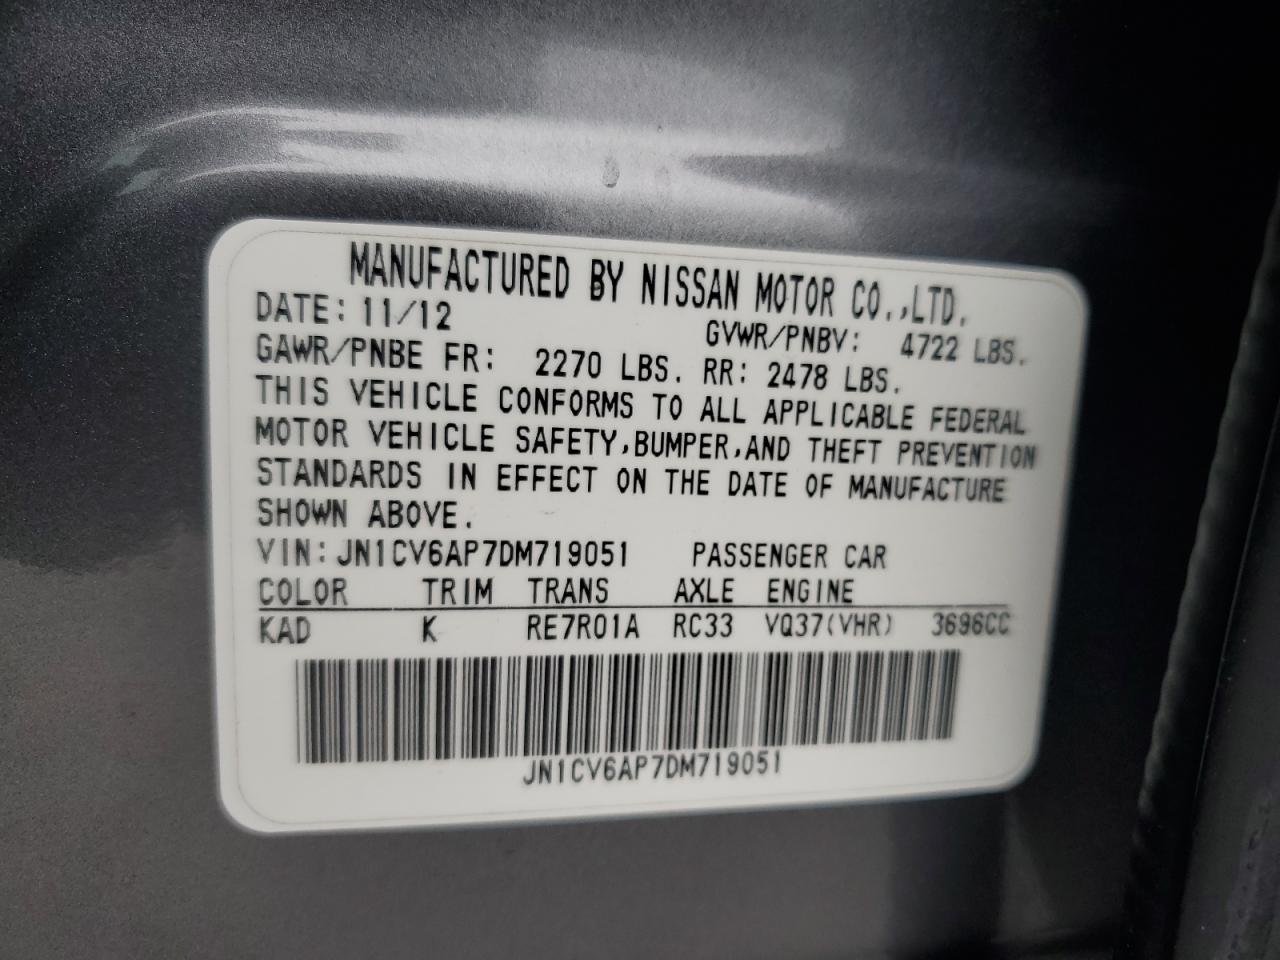 MANUFACTURED BY NISSAN MOTOR CO.,LTD.
DATE: 11/12 GVWR/PNBV: 4722 LBS.
GAWR/PNBE FR: 2270 LBS. RR: 2478 LBS.
THIS VEHICLE CONFORMS TO ALL APPLICABLE FEDERAL
MOTOR VEHICLE SAFETY,BUMPER,AND THEFT PREVENTION
STANDARDS IN EFFECT ON THE DATE OF MANUFACTURE
SHOWN ABOVE.
VIN: JN1CV6AP7DM719051 PASSENGER CAR
COLOR TRIM TRANS AXLE ENGINE
KAD K RE7R01A RC33 VQ37(VHR) 3696CC
JN1CV6AP7DM719051